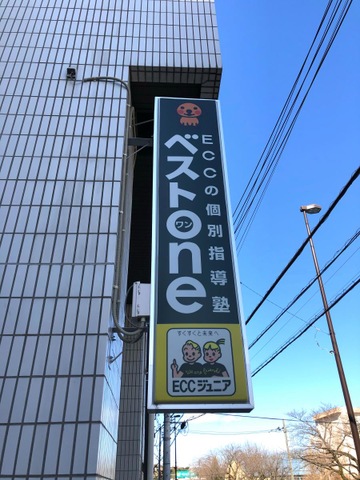 ECCの個別指導塾
ベストone
ワン
すくすくと未来へ
ECCジュニア